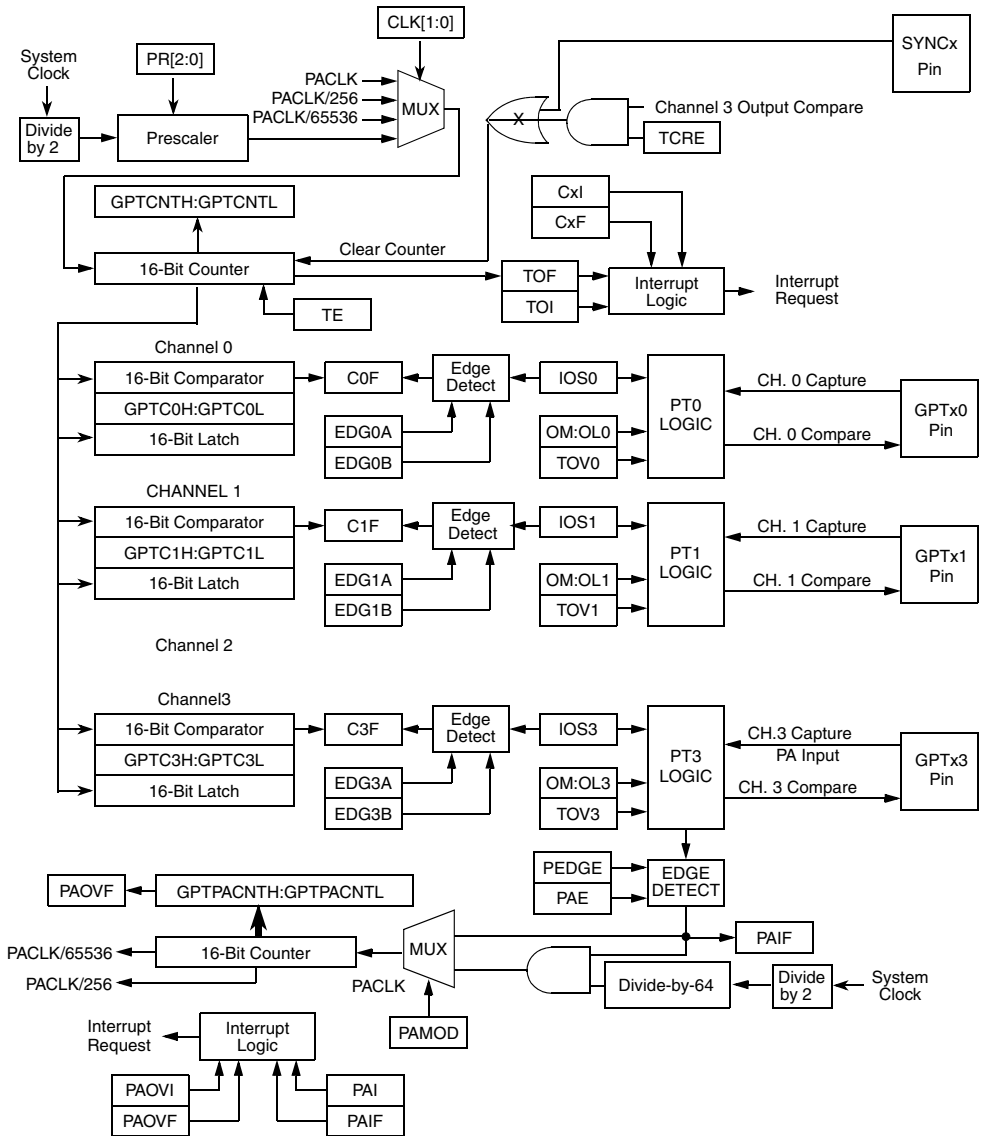 CLK[1:0]
SYNCx
Pin
System
Clock
PR[2:0]
PACLK
PACLK/256
PACLK/65536
MUX
Divide
by 2
Prescaler
X
Channel 3 Output Compare
TCRE
GPTCNTH:GPTCNTL
CxI
CxF
Clear Counter
16-Bit Counter
TOF
TOI
Interrupt
Logic
Interrupt
Request
TE
Channel 0
16-Bit Comparator
GPTC0H:GPTC0L
16-Bit Latch
C0F
Edge
Detect
IOS0
EDG0A
EDG0B
OM:OL0
TOV0
PT0
LOGIC
CH. 0 Capture
CH. 0 Compare
GPTx0
Pin
CHANNEL 1
16-Bit Comparator
GPTC1H:GPTC1L
16-Bit Latch
C1F
Edge
Detect
IOS1
EDG1A
EDG1B
OM:OL1
TOV1
PT1
LOGIC
CH. 1 Capture
CH. 1 Compare
GPTx1
Pin
Channel 2
Channel3
16-Bit Comparator
GPTC3H:GPTC3L
16-Bit Latch
C3F
Edge
Detect
IOS3
EDG3A
EDG3B
OM:OL3
TOV3
PT3
LOGIC
CH.3 Capture
PA Input
CH. 3 Compare
GPTx3
Pin
PEDGE
PAE
EDGE
DETECT
PAOVF
GPTPACNTH:GPTPACNTL
PACLK/65536
16-Bit Counter
MUX
PAIF
PACLK/256
PACLK
Divide-by-64
Divide
by 2
System
Clock
PAMOD
Interrupt
Request
Interrupt
Logic
PAOVI
PAOVF
PAI
PAIF